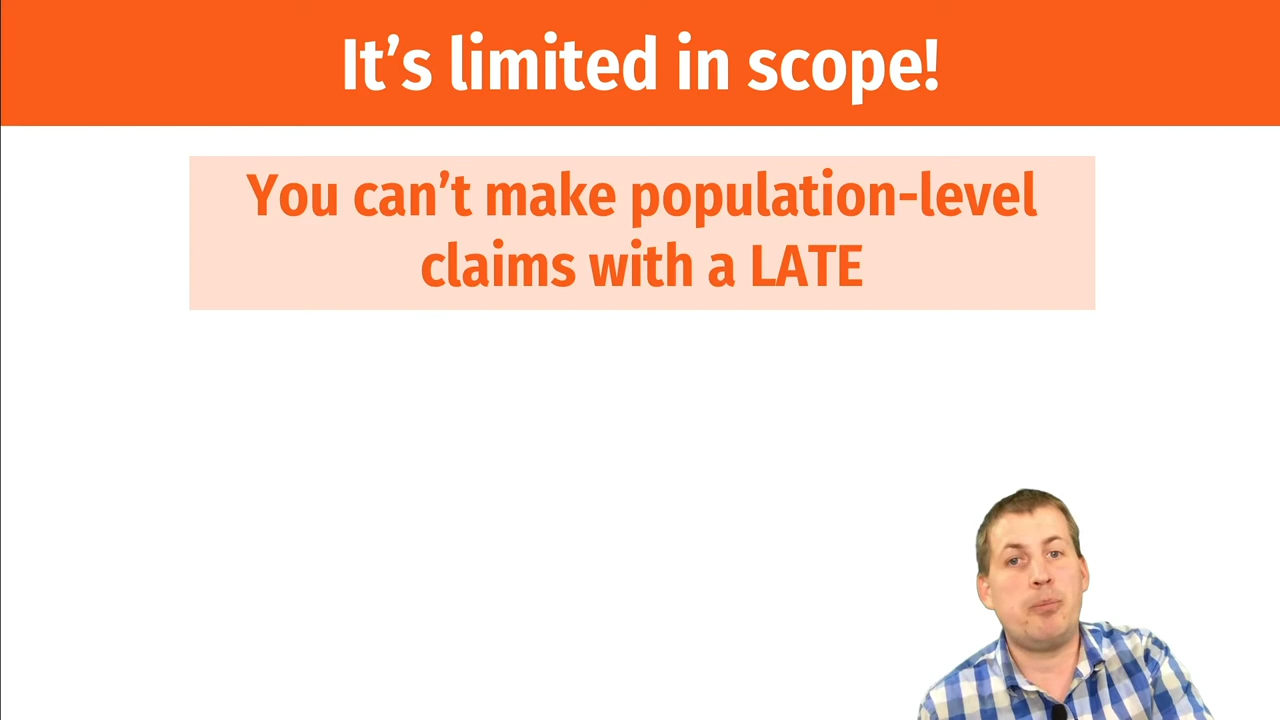 It’s limited in scope!
You can’t make population-level
claims with a LATE